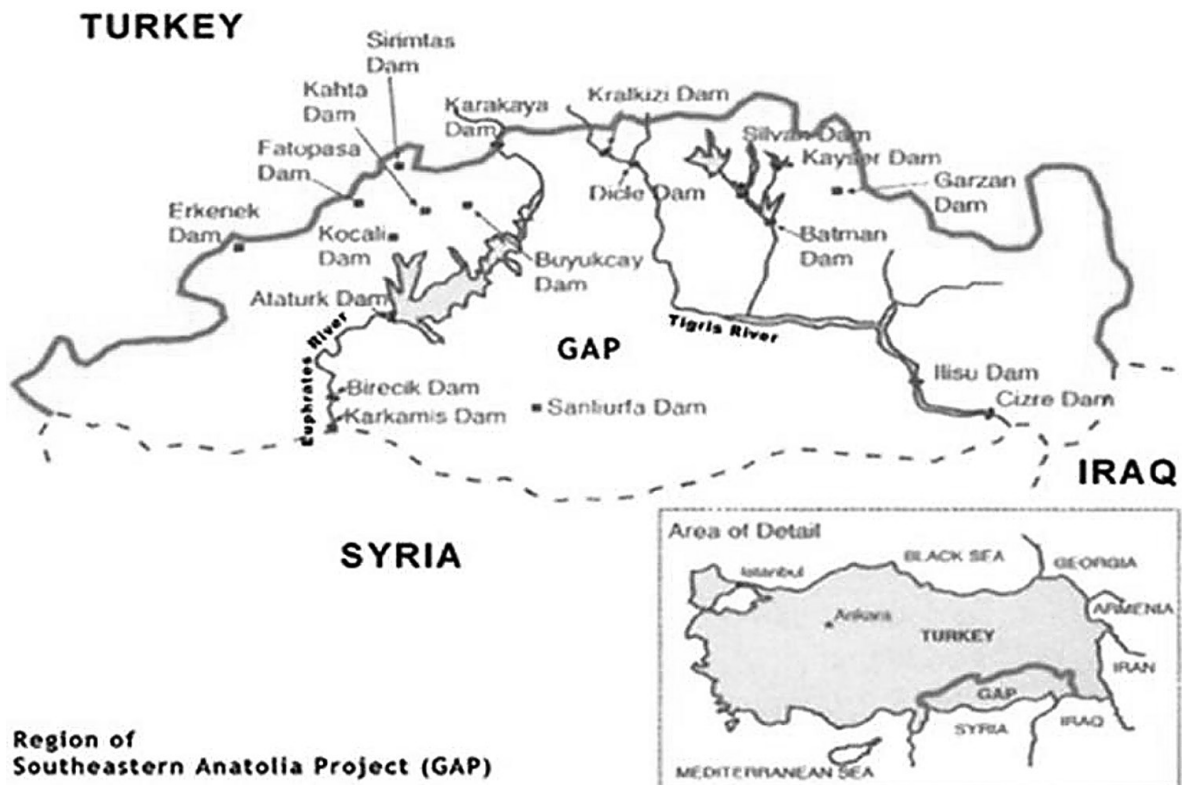 TURKEY
Sirimtas
Dam
Kahta
Dam
Karakaya
Dam
Kralkizi Dam
Fatopasa
Dam
Silvan Dam
Kayser Dam
Dicle Dam
Garzan
Dam
Erkenek
Dam
Kocali
Dam
Batman
Dam
Buyukcay
Dam
Ataturk Dam
Euphrates River
Tigris River
GAP
Birecik Dam
Karkamis Dam
Sanliurfa Dam
Ilisu Dam
Cizre Dam
IRAQ
SYRIA
Area of Detail
BLACK SEA
GEORGIA
Istanbul
ARMENIA
Ankara
TURKEY
IRAN
GAP
SYRIA
IRAQ
MEDITERRANEAN SEA
Region of
Southeastern Anatolia Project (GAP)